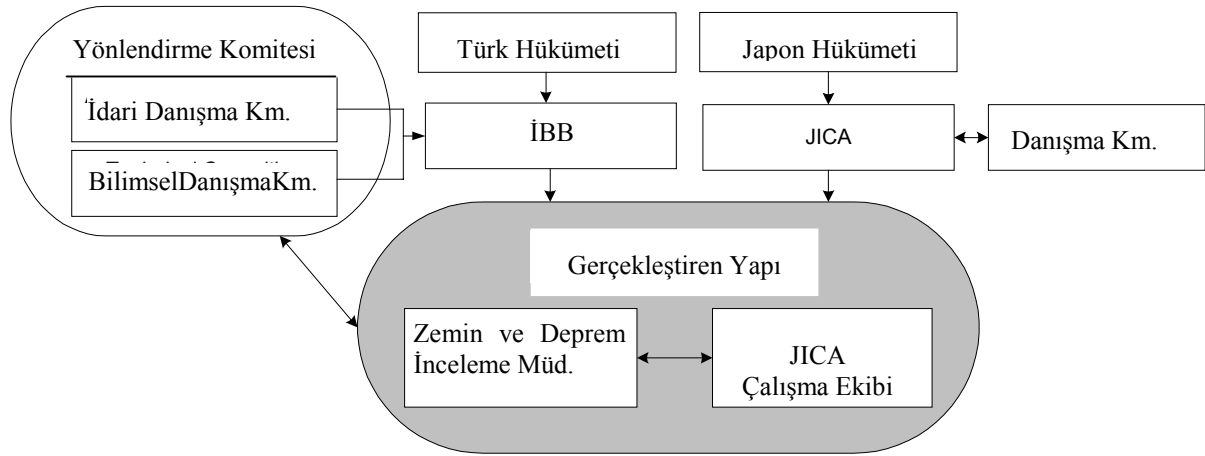 Yönlendirme Komitesi
İdari Danışma Km.
BilimselDanışmaKm.
Türk Hükümeti
Japon Hükümeti
İBB
JICA
Danışma Km.
Gerçekleştiren Yapı
Zemin ve Deprem
İnceleme Müd.
JICA
Çalışma Ekibi